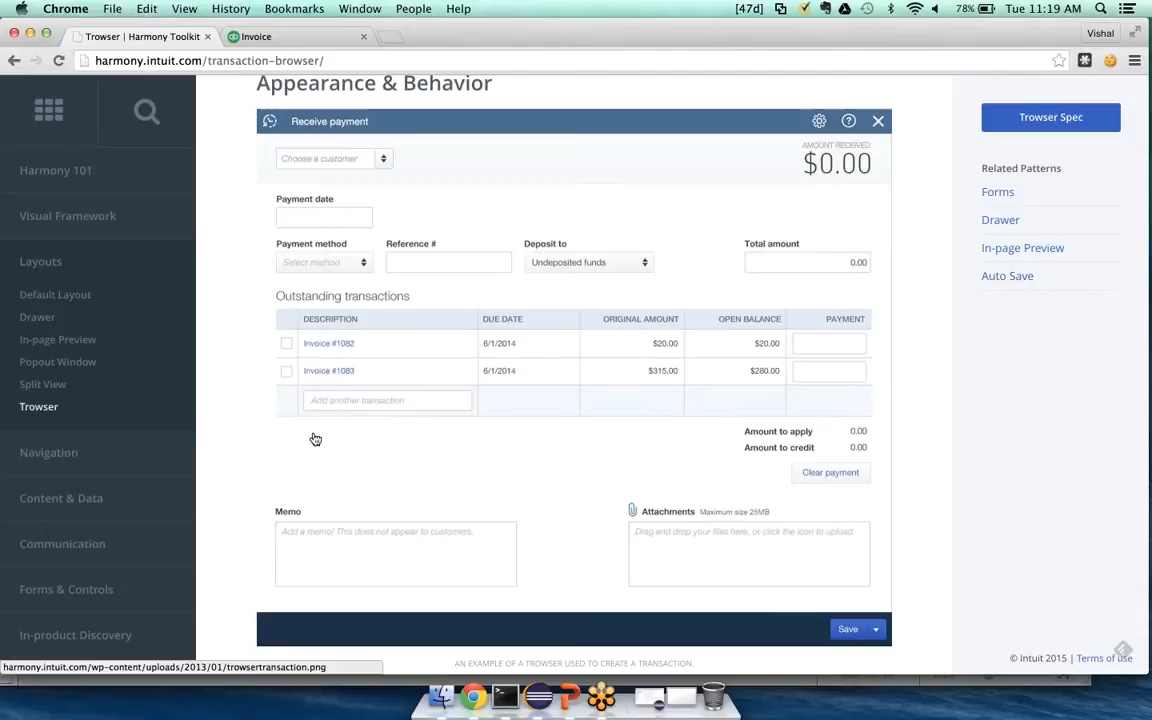 Chrome File Edit View History Bookmarks Window People Help [47d] 78% Tue 11:19 AM
Trowser | Harmony Toolkit × Invoice × Vishal
harmony.intuit.com/transaction-browser/
Appearance & Behavior
Harmony 101
Visual Framework
Layouts
Default Layout
Drawer
In-page Preview
Popout Window
Split View
Trowser
Navigation
Content & Data
Communication
Forms & Controls
In-product Discovery
Receive payment
Choose a customer
AMOUNT RECEIVED
$0.00
Payment date
Payment method Reference # Deposit to Total amount
Select method Undeposited funds 0.00
Outstanding transactions
DESCRIPTION DUE DATE ORIGINAL AMOUNT OPEN BALANCE PAYMENT
Invoice #1082 6/1/2014 $20.00 $20.00
Invoice #1083 6/1/2014 $315.00 $280.00
Add another transaction
Amount to apply 0.00
Amount to credit 0.00
Clear payment
Memo Attachments Maximum size 25MB
Add a memo! This does not appear to customers. Drag and drop your files here, or click the icon to upload.
Save
AN EXAMPLE OF A TROWSER USED TO CREATE A TRANSACTION.
Trowser Spec
Related Patterns
Forms
Drawer
In-page Preview
Auto Save
© Intuit 2015 | Terms of use
harmony.intuit.com/wp-content/uploads/2013/01/trowsertransaction.png